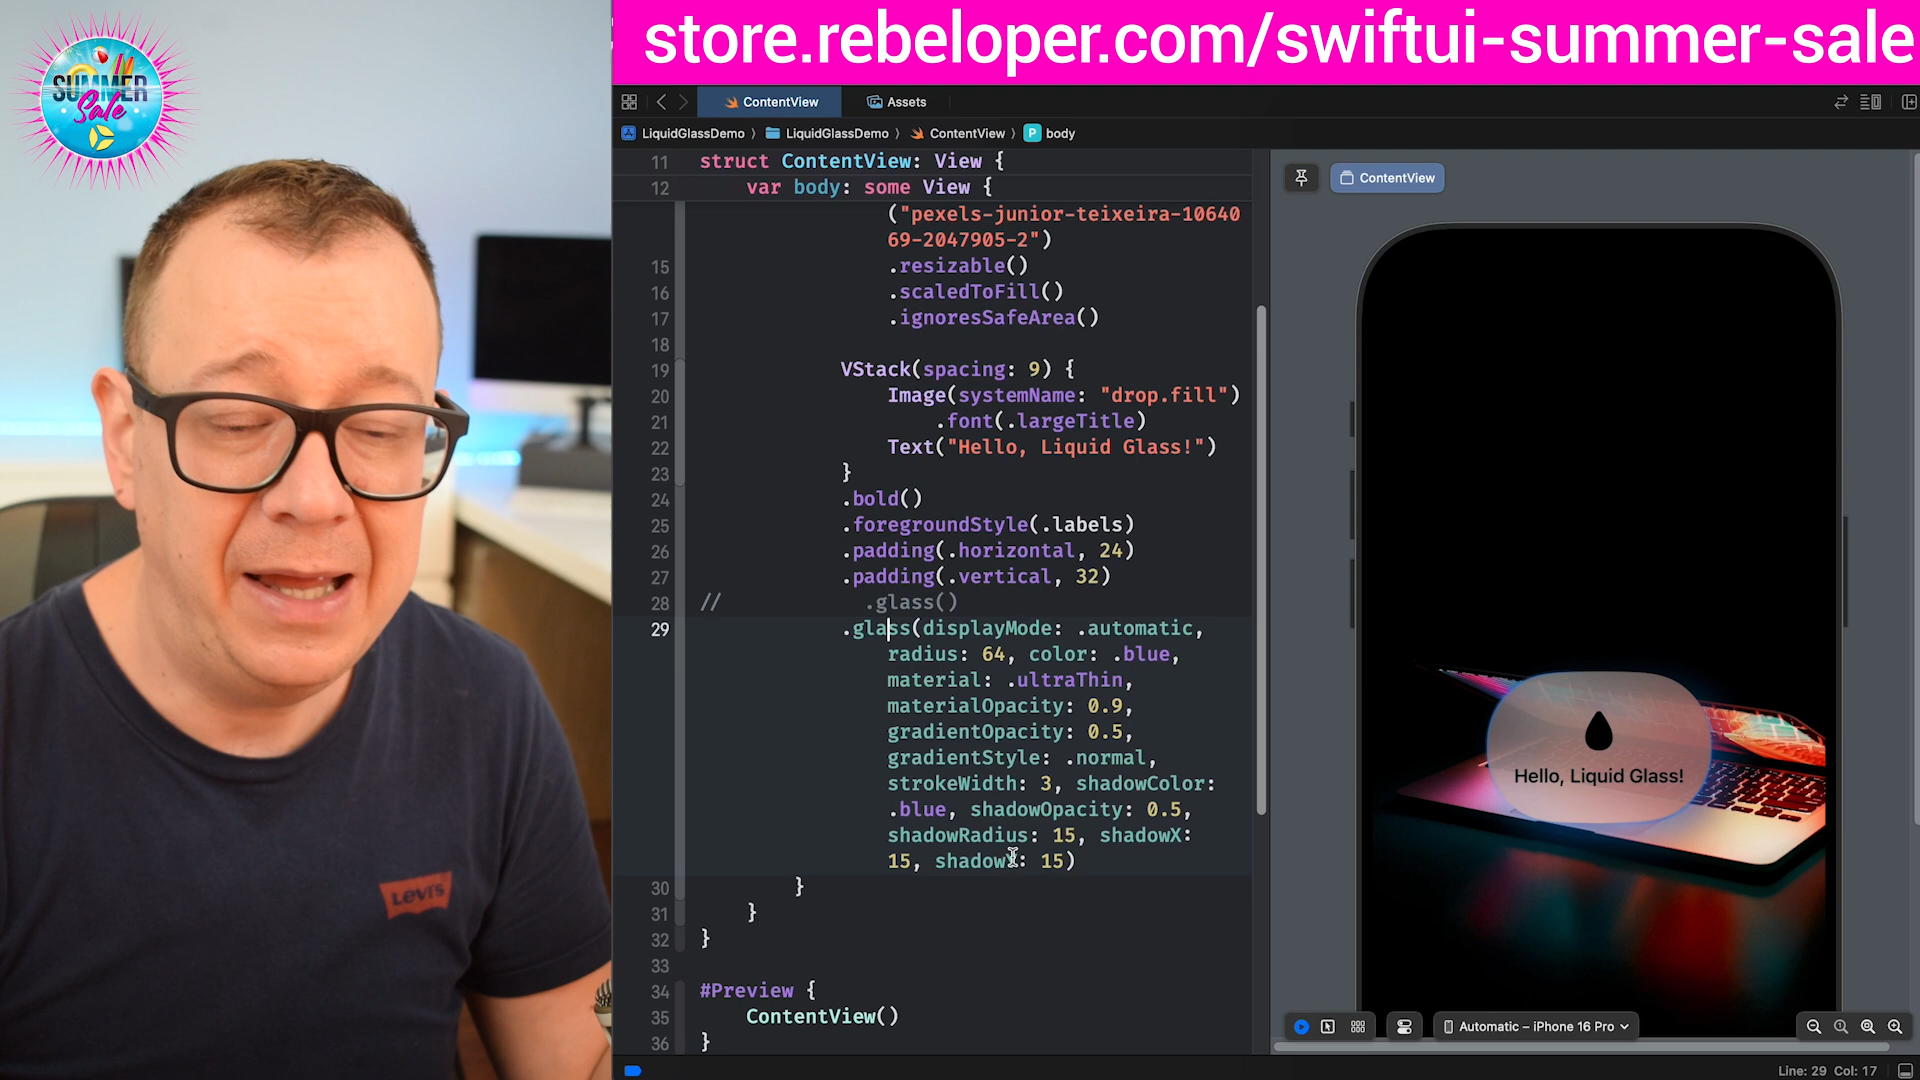 store.rebeloper.com/swiftui-summer-sale
SUMMER
Sale
ContentView
Assets
LiquidGlassDemo
LiquidGlassDemo
ContentView
P
body
11 struct ContentView: View {
12 var body: some View {
("pexels-junior-teixeira-10640
69-2047905-2")
15 .resizable()
16 .scaledToFill()
17 .ignoresSafeArea()
18
19 VStack(spacing: 9) {
20 Image(systemName: "drop.fill")
21 .font(.largeTitle)
22 Text("Hello, Liquid Glass!")
23 }
24 .bold()
25 .foregroundStyle(.labels)
26 .padding(.horizontal, 24)
27 .padding(.vertical, 32)
28 // .glass()
29 .glass(displayMode: .automatic,
radius: 64, color: .blue,
material: .ultraThin,
materialOpacity: 0.9,
gradientOpacity: 0.5,
gradientStyle: .normal,
strokeWidth: 3, shadowColor:
.blue, shadowOpacity: 0.5,
shadowRadius: 15, shadowX:
15, shadowY: 15)
30 }
31 }
32 }
33
34 #Preview {
35 ContentView()
36 }
ContentView
Hello, Liquid Glass!
Automatic – iPhone 16 Pro
Line: 29 Col: 17
Levi's